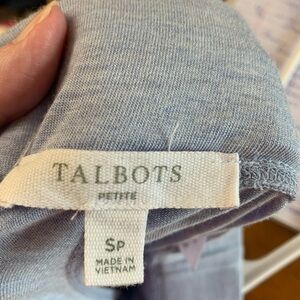 TALBOTS
PETITE
SP
MADE IN
VIETNAM